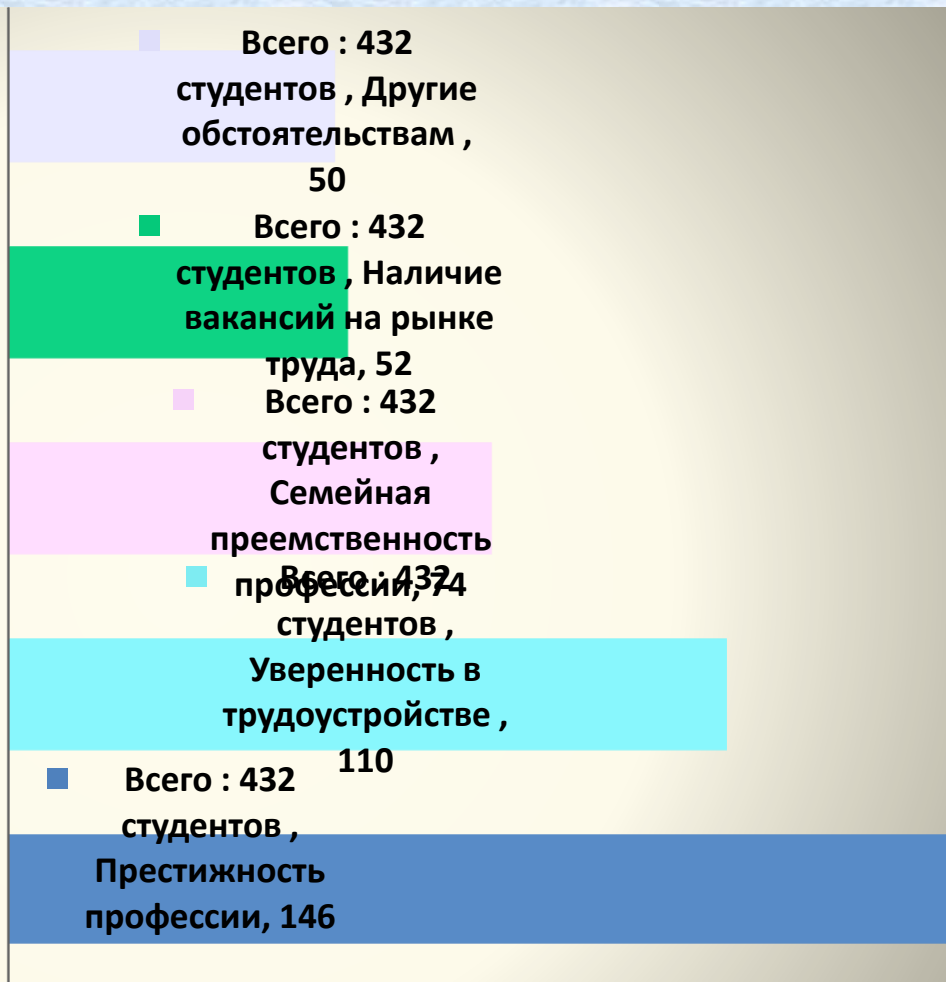 Всего : 432
студентов , Другие
обстоятельствам ,
50
Всего : 432
студентов , Наличие
вакансий на рынке
труда, 52
Всего : 432
студентов ,
Семейная
преемственность
профессии, 74
Всего : 432
студентов ,
Уверенность в
трудоустройстве ,
110
Всего : 432
студентов ,
Престижность
профессии, 146